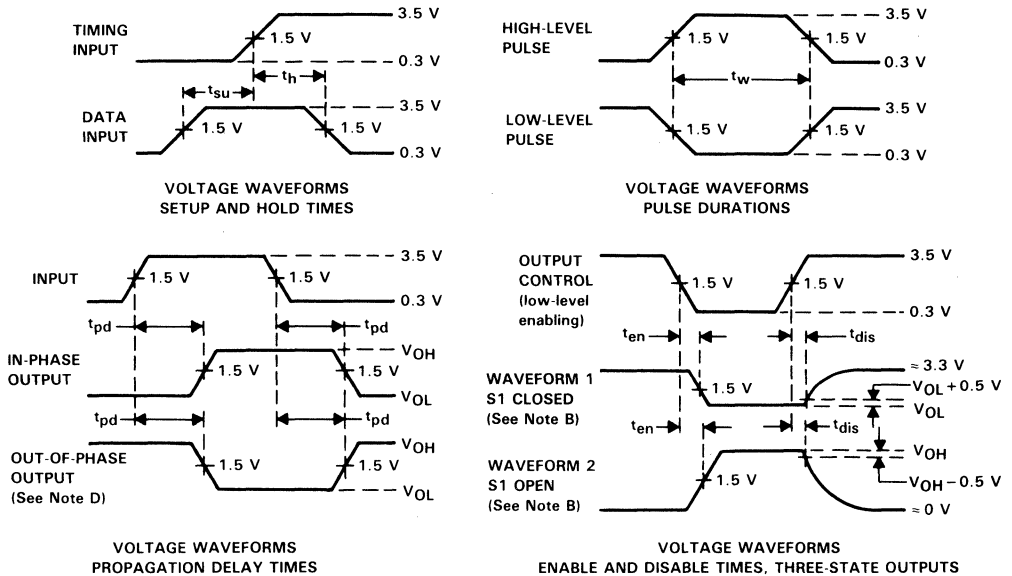 TIMING
INPUT
3.5 V
1.5 V
0.3 V
th
tsu
DATA
INPUT
3.5 V
1.5 V
1.5 V
0.3 V
VOLTAGE WAVEFORMS
SETUP AND HOLD TIMES
HIGH-LEVEL
PULSE
3.5 V
1.5 V
1.5 V
0.3 V
tw
LOW-LEVEL
PULSE
3.5 V
1.5 V
1.5 V
0.3 V
VOLTAGE WAVEFORMS
PULSE DURATIONS
INPUT
3.5 V
1.5 V
1.5 V
0.3 V
tpd
tpd
IN-PHASE
OUTPUT
VOH
1.5 V
1.5 V
VOL
tpd
tpd
OUT-OF-PHASE
OUTPUT
(See Note D)
VOH
1.5 V
1.5 V
VOL
VOLTAGE WAVEFORMS
PROPAGATION DELAY TIMES
OUTPUT
CONTROL
(low-level
enabling)
3.5 V
1.5 V
1.5 V
0.3 V
ten
tdis
WAVEFORM 1
S1 CLOSED
(See Note B)
≈ 3.3 V
1.5 V
VOL + 0.5 V
VOL
ten
tdis
WAVEFORM 2
S1 OPEN
(See Note B)
VOH
1.5 V
VOH − 0.5 V
≈ 0 V
VOLTAGE WAVEFORMS
ENABLE AND DISABLE TIMES, THREE-STATE OUTPUTS